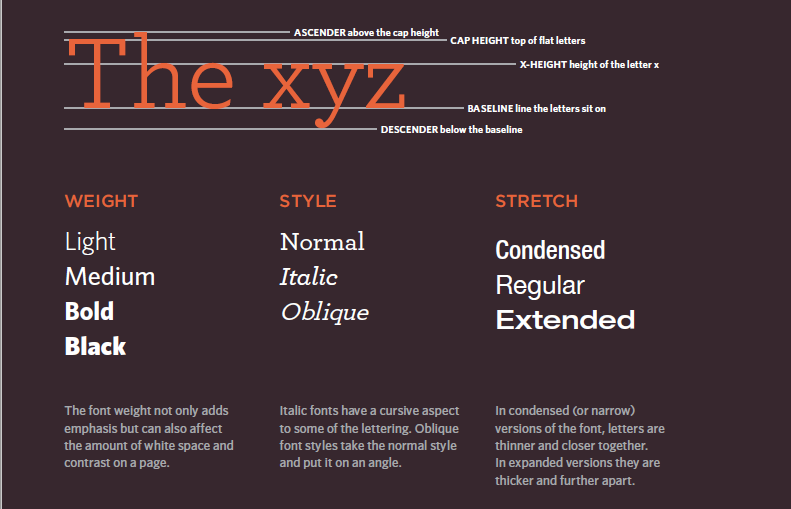 The xyz
ASCENDER above the cap height
CAP HEIGHT top of flat letters
X-HEIGHT height of the letter x
BASELINE line the letters sit on
DESCENDER below the baseline
WEIGHT
Light
Medium
Bold
Black
The font weight not only adds
emphasis but can also affect
the amount of white space and
contrast on a page.
STYLE
Normal
Italic
Oblique
Italic fonts have a cursive aspect
to some of the lettering. Oblique
font styles take the normal style
and put it on an angle.
STRETCH
Condensed
Regular
Extended
In condensed (or narrow)
versions of the font, letters are
thinner and closer together.
In expanded versions they are
thicker and further apart.